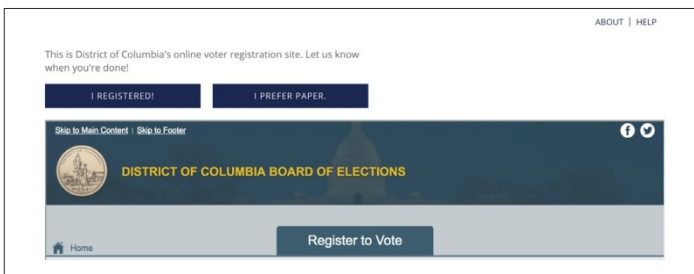 ABOUT | HELP
This is District of Columbia's online voter registration site. Let us know
when you're done!
I REGISTERED!
I PREFER PAPER.
Skip to Main Content | Skip to Footer
DISTRICT OF COLUMBIA BOARD OF ELECTIONS
Home
Register to Vote